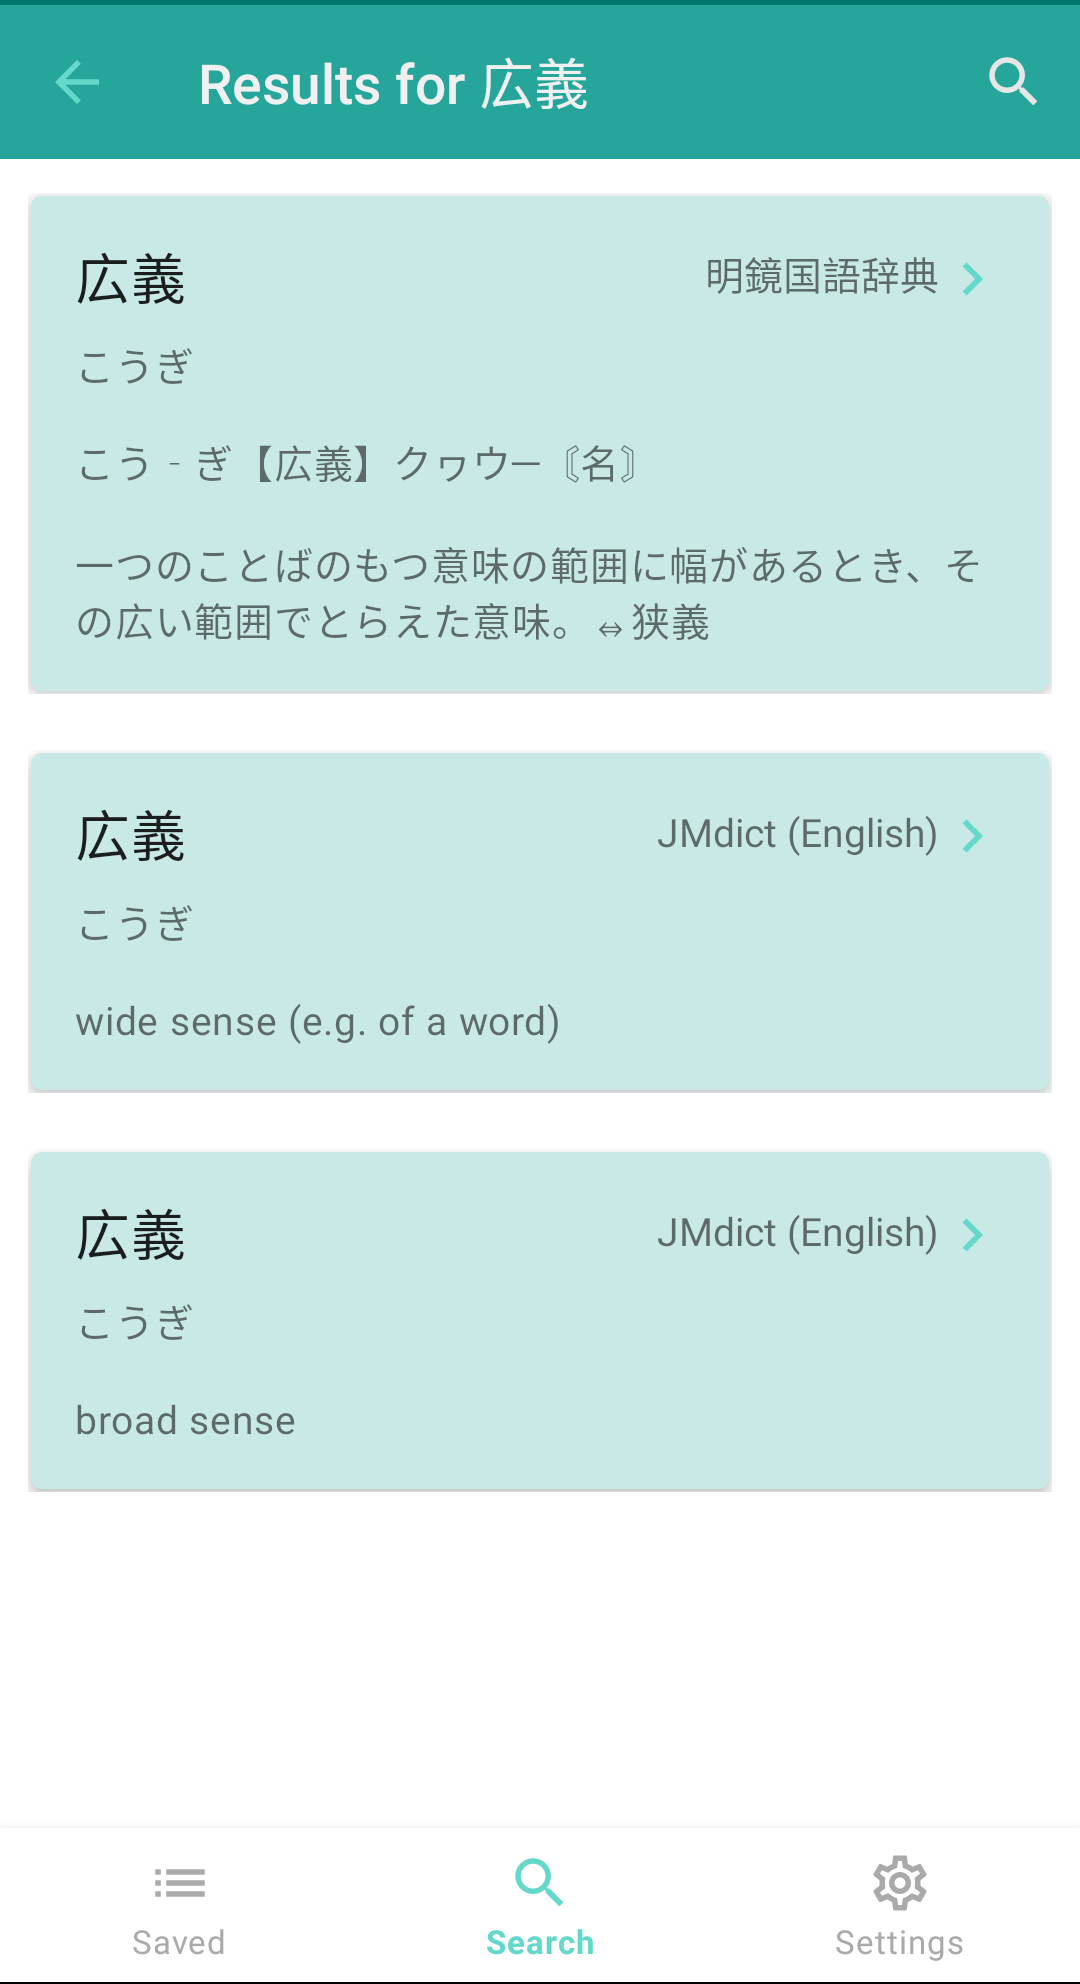 Results for 広義
広義
明鏡国語辞典
こうぎ
こう‐ぎ【広義】クヮウ─〘名〙
一つのことばのもつ意味の範囲に幅があるとき、そ
の広い範囲でとらえた意味。⇔狭義
広義
JMdict (English)
こうぎ
wide sense (e.g. of a word)
広義
JMdict (English)
こうぎ
broad sense
Saved
Search
Settings